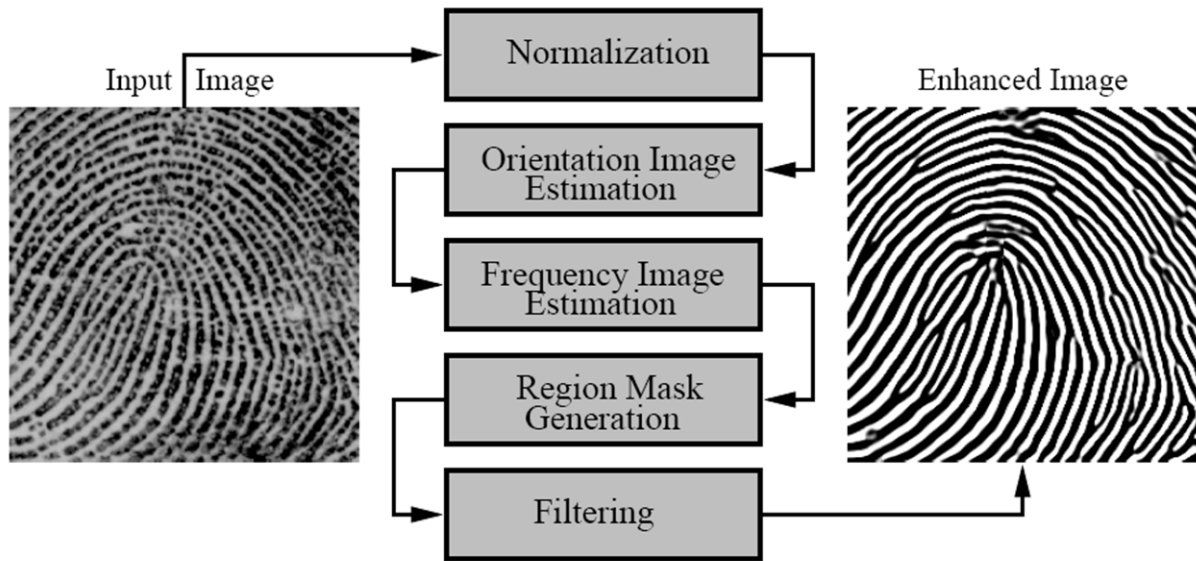 Input Image
Normalization
Orientation Image
Estimation
Frequency Image
Estimation
Region Mask
Generation
Filtering
Enhanced Image